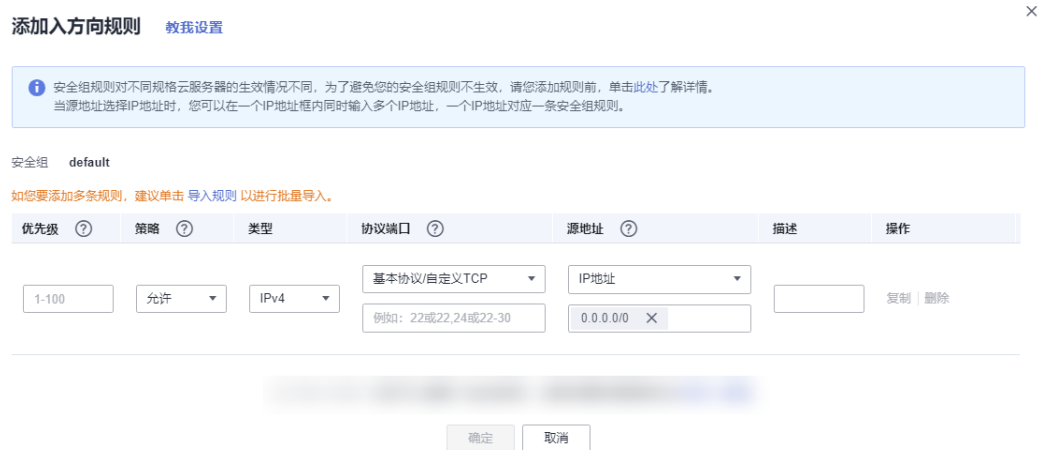 添加入方向规则 教我设置
安全组规则对不同规格云服务器的生效情况不同，为了避免您的安全组规则不生效，请您添加规则前，单击此处了解详情。
当源地址选择IP地址时，您可以在一个IP地址框内同时输入多个IP地址，一个IP地址对应一条安全组规则。
安全组 default
如您要添加多条规则，建议单击 导入规则 以进行批量导入。
优先级 ? 策略 ? 类型 协议端口 ? 源地址 ? 描述 操作
基本协议/自定义TCP IP地址
1-100 允许 IPv4 复制 删除
例如：22或22,24或22-30 0.0.0.0/0
确定 取消